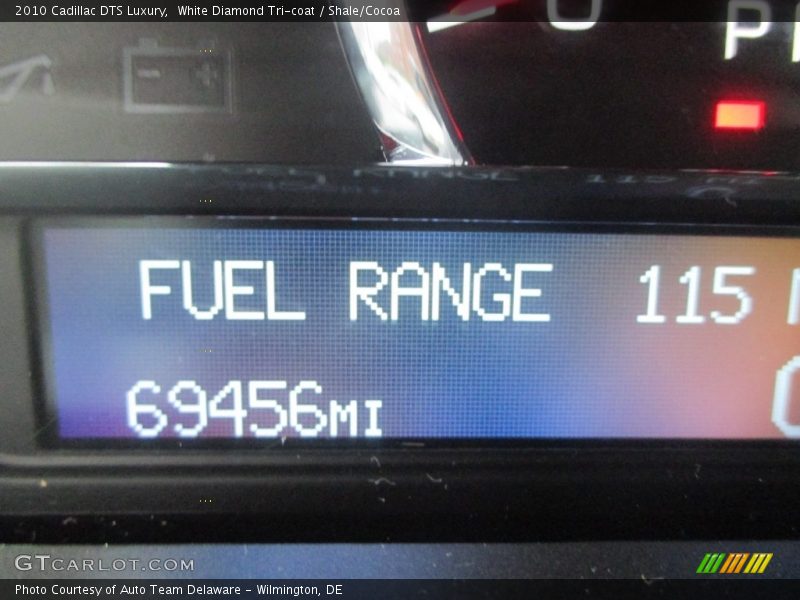 2010 Cadillac DTS Luxury,  White Diamond Tri-coat / Shale/Cocoa
P
FUEL RANGE 115
69456MI
GTCARLOT.COM
Photo Courtesy of Auto Team Delaware - Wilmington, DE